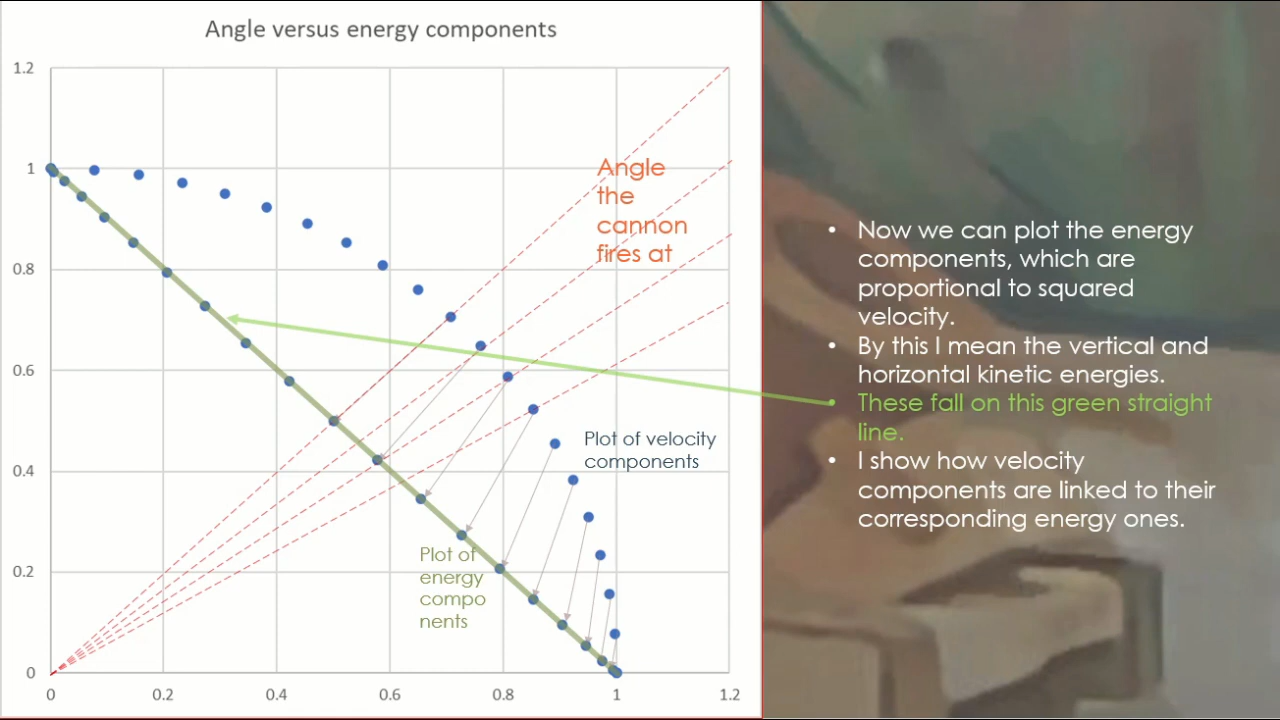 Angle versus energy components
1.2
1
0.8
0.6
0.4
0.2
0
0
0.2
0.4
0.6
0.8
1
1.2
Angle
the
cannon
fires at
Plot of velocity
components
Plot of
energy
compo
nents
• Now we can plot the energy
components, which are
proportional to squared
velocity.
• By this I mean the vertical and
horizontal kinetic energies.
• These fall on this green straight
line.
• I show how velocity
components are linked to their
corresponding energy ones.